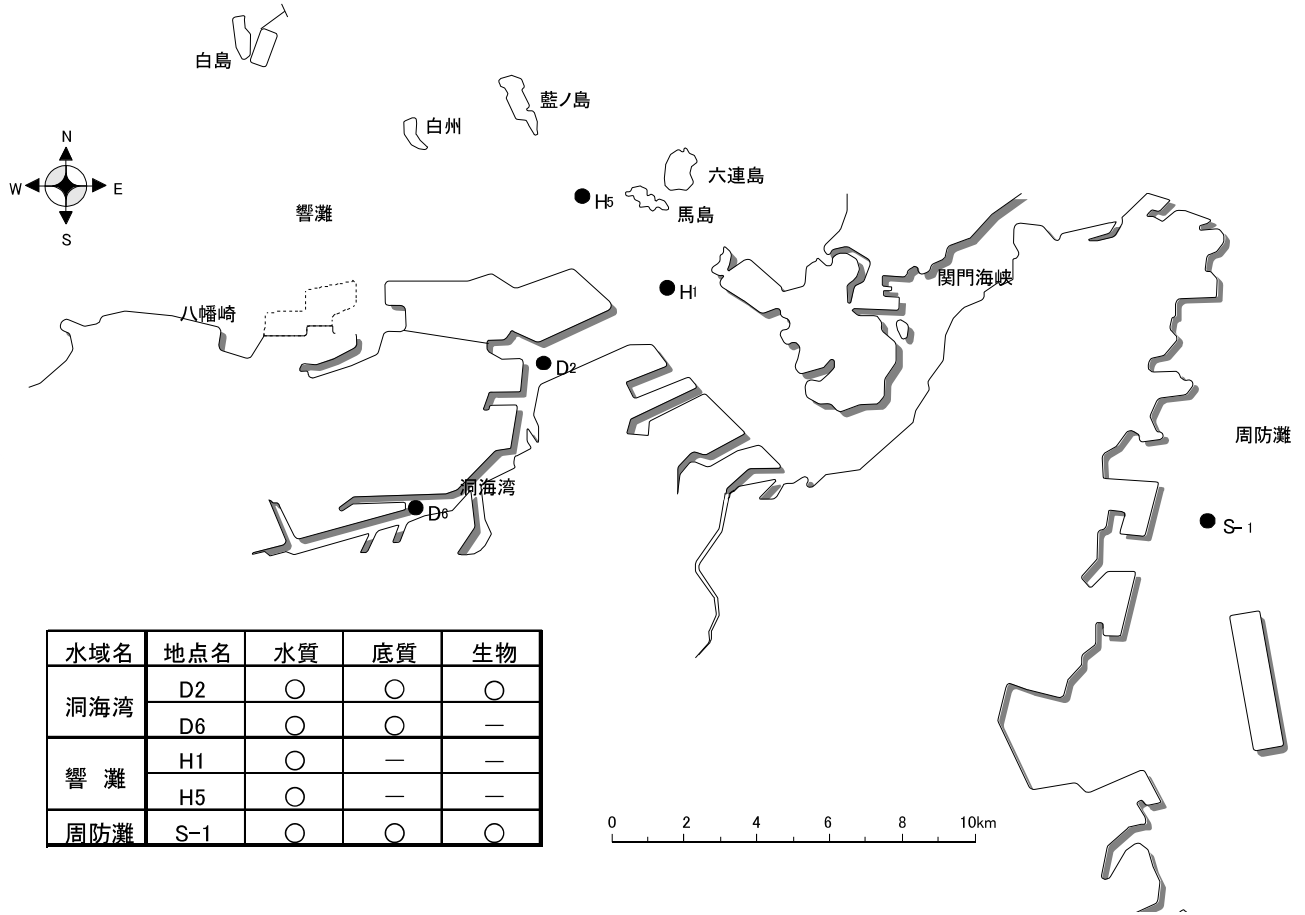 白島
藍ノ島
白州
N
W
E
S
六連島
H5
馬島
響灘
関門海峡
H1
八幡崎
D2
周防灘
洞海湾
D6
S-1
水域名 地点名 水質 底質 生物
洞海湾 D2 ○ ○ ○
D6 ○ ○ －
響 灘 H1 ○ － －
H5 ○ － －
周防灘 S-1 ○ ○ ○
0 2 4 6 8 10km